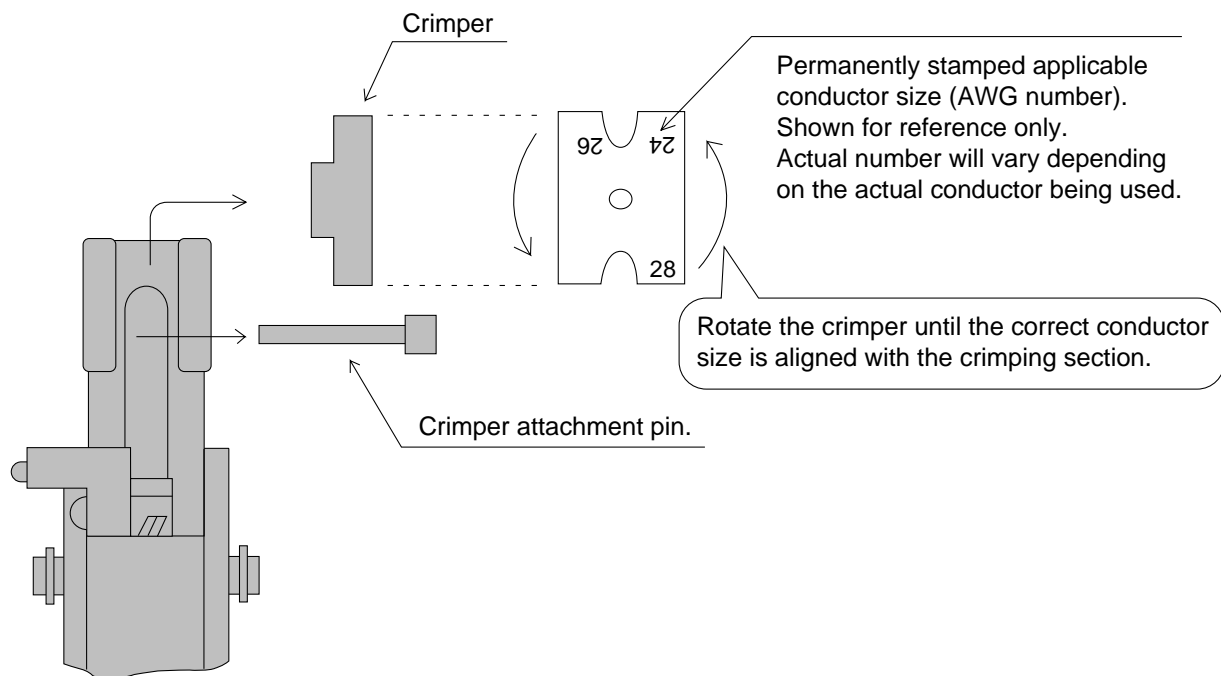 Crimper
Permanently stamped applicable
conductor size (AWG number).
Shown for reference only.
Actual number will vary depending
on the actual conductor being used.
26
24
28
Rotate the crimper until the correct conductor
size is aligned with the crimping section.
Crimper attachment pin.